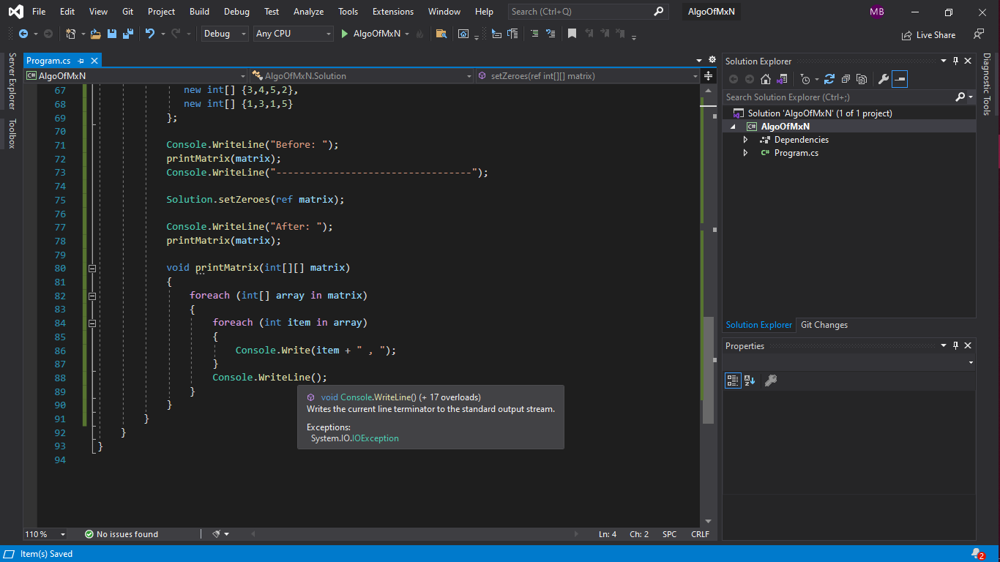 File Edit View Git Project Build Debug Test Analyze Tools Extensions Window Help Search (Ctrl+Q) AlgoOfMxN MB
Debug Any CPU AlgoOfMxN Live Share
Server Explorer
Toolbox
Program.cs
AlgoOfMxN AlgoOfMxN.Solution setZeroes(ref int[][] matrix)
67 new int[] {3,4,5,2},
68 new int[] {1,3,1,5}
69 };
70
71 Console.WriteLine("Before: ");
72 printMatrix(matrix);
73 Console.WriteLine("----------------------------------");
74
75 Solution.setZeroes(ref matrix);
76
77 Console.WriteLine("After: ");
78 printMatrix(matrix);
79
80 void printMatrix(int[][] matrix)
81 {
82 foreach (int[] array in matrix)
83 {
84 foreach (int item in array)
85 {
86 Console.Write(item + " , ");
87 }
88 Console.WriteLine();
89 }
90 }
91 }
92 }
93 }
94
void Console.WriteLine() (+ 17 overloads)
Writes the current line terminator to the standard output stream.
Exceptions:
System.IO.IOException
110 % No issues found Ln: 4 Ch: 2 SPC CRLF
Solution Explorer
C#
Search Solution Explorer (Ctrl+;)
Solution 'AlgoOfMxN' (1 of 1 project)
C# AlgoOfMxN
Dependencies
C# Program.cs
Solution Explorer Git Changes
Properties
Diagnostic Tools
Item(s) Saved 2